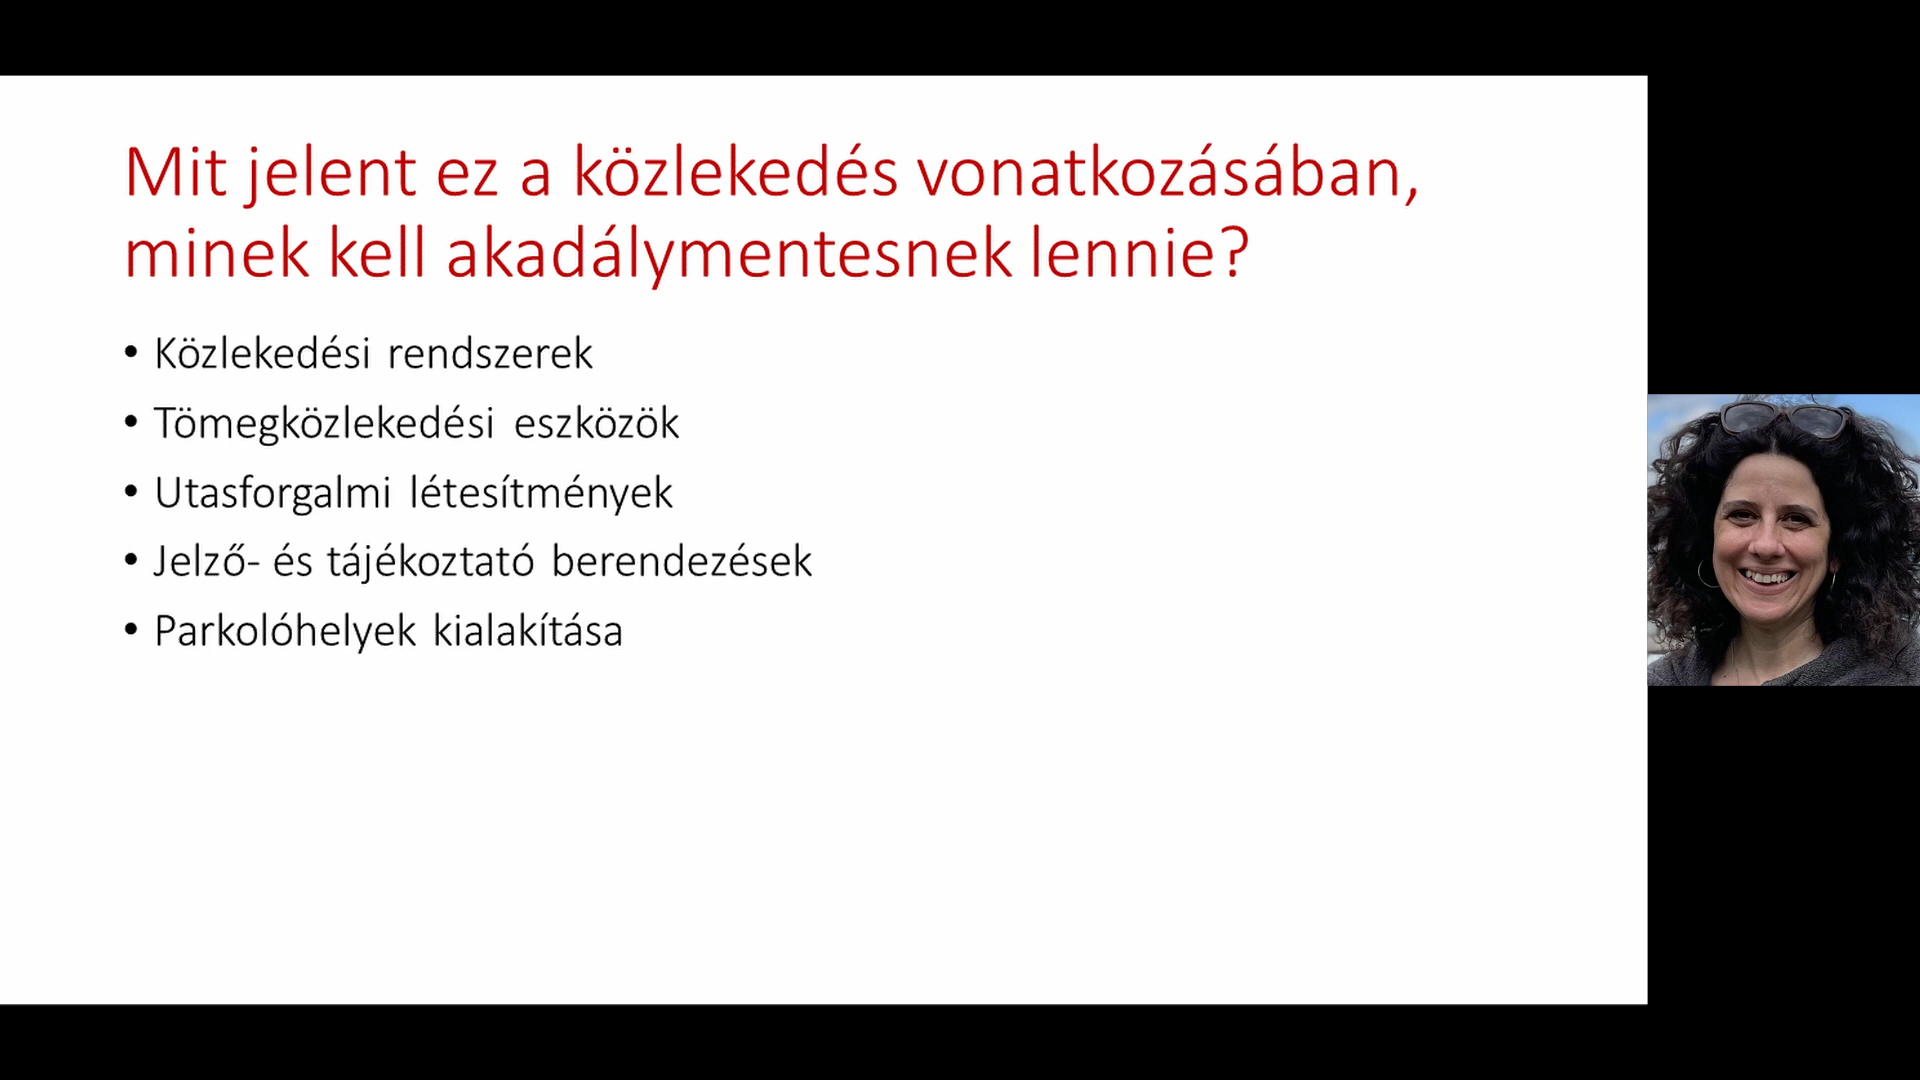 Mit jelent ez a közlekedés vonatkozásában,
minek kell akadálymentesnek lennie?
• Közlekedési rendszerek
• Tömegközlekedési eszközök
• Utasforgalmi létesítmények
• Jelző- és tájékoztató berendezések
• Parkolóhelyek kialakítása